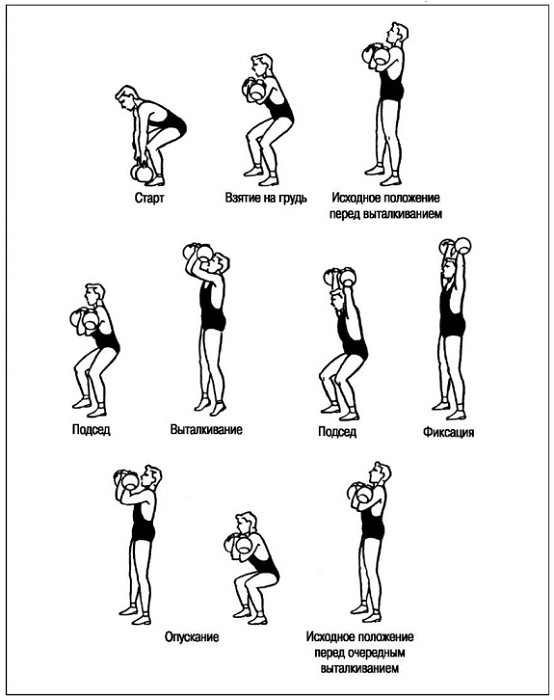 Старт
Взятие на грудь
Исходное положение
перед выталкиванием
Подсед
Выталкивание
Подсед
Фиксация
Опускание
Исходное положение
перед очередным
выталкиванием